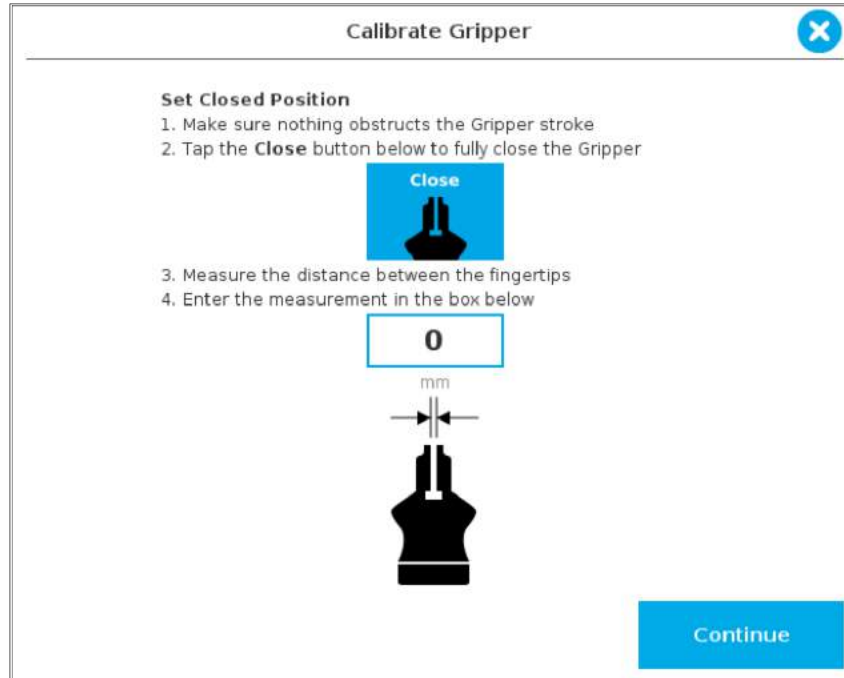 Calibrate Gripper
Set Closed Position
1. Make sure nothing obstructs the Gripper stroke
2. Tap the Close button below to fully close the Gripper
Close
3. Measure the distance between the fingertips
4. Enter the measurement in the box below
0
mm
Continue